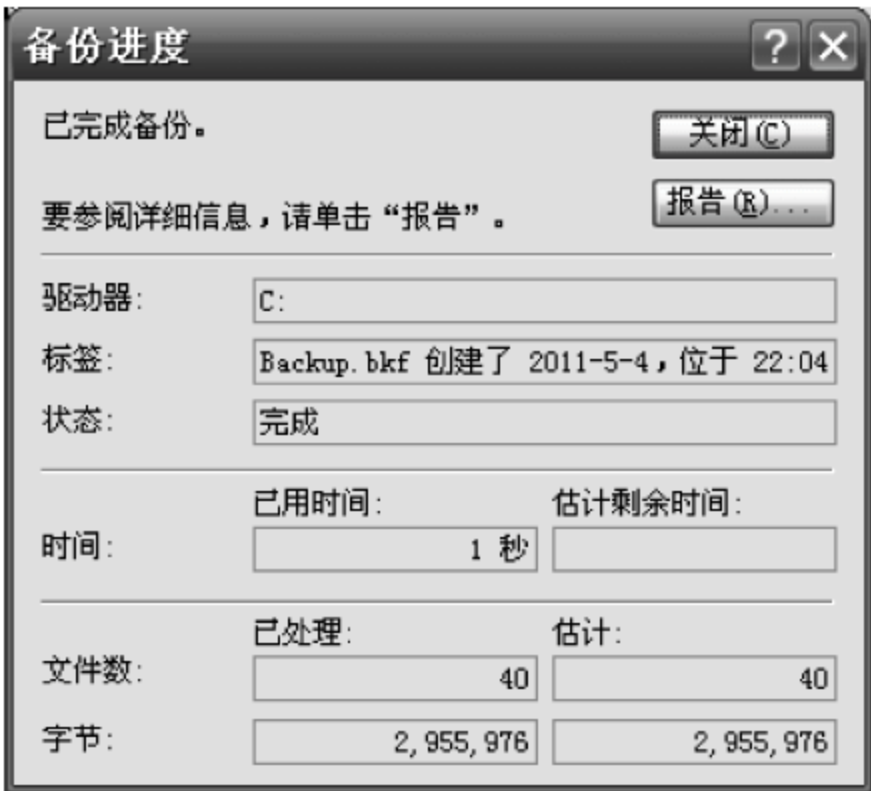 备份进度
已完成备份。
关闭(C)
要参阅详细信息，请单击“报告”。
报告(R)...
驱动器: C:
标签: Backup.bkf 创建了 2011-5-4，位于 22:04
状态: 完成
已用时间: 估计剩余时间:
时间: 1 秒
已处理: 估计:
文件数: 40 40
字节: 2,955,976 2,955,976